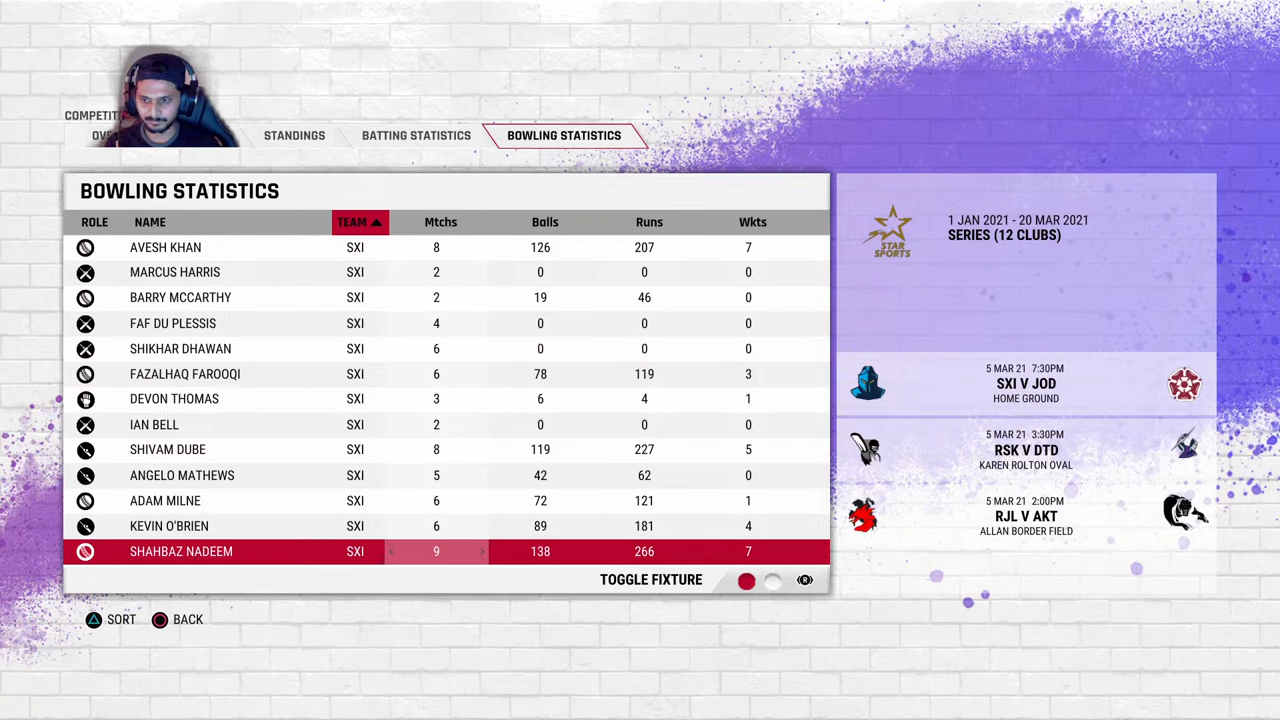 COMPETIT
OVE
STANDINGS
BATTING STATISTICS
BOWLING STATISTICS
BOWLING STATISTICS
ROLE NAME TEAM Mtchs Balls Runs Wkts
AVESH KHAN SXI 8 126 207 7
MARCUS HARRIS SXI 2 0 0 0
BARRY MCCARTHY SXI 2 19 46 0
FAF DU PLESSIS SXI 4 0 0 0
SHIKHAR DHAWAN SXI 6 0 0 0
FAZALHAQ FAROOQI SXI 6 78 119 3
DEVON THOMAS SXI 3 6 4 1
IAN BELL SXI 2 0 0 0
SHIVAM DUBE SXI 8 119 227 5
ANGELO MATHEWS SXI 5 42 62 0
ADAM MILNE SXI 6 72 121 1
KEVIN O'BRIEN SXI 6 89 181 4
SHAHBAZ NADEEM SXI 9 138 266 7
TOGGLE FIXTURE R
SORT BACK
STAR
SPORTS
1 JAN 2021 - 20 MAR 2021
SERIES (12 CLUBS)
5 MAR 21 7:30PM
SXI V JOD
HOME GROUND
5 MAR 21 3:30PM
RSK V DTD
KAREN ROLTON OVAL
5 MAR 21 2:00PM
RJL V AKT
ALLAN BORDER FIELD